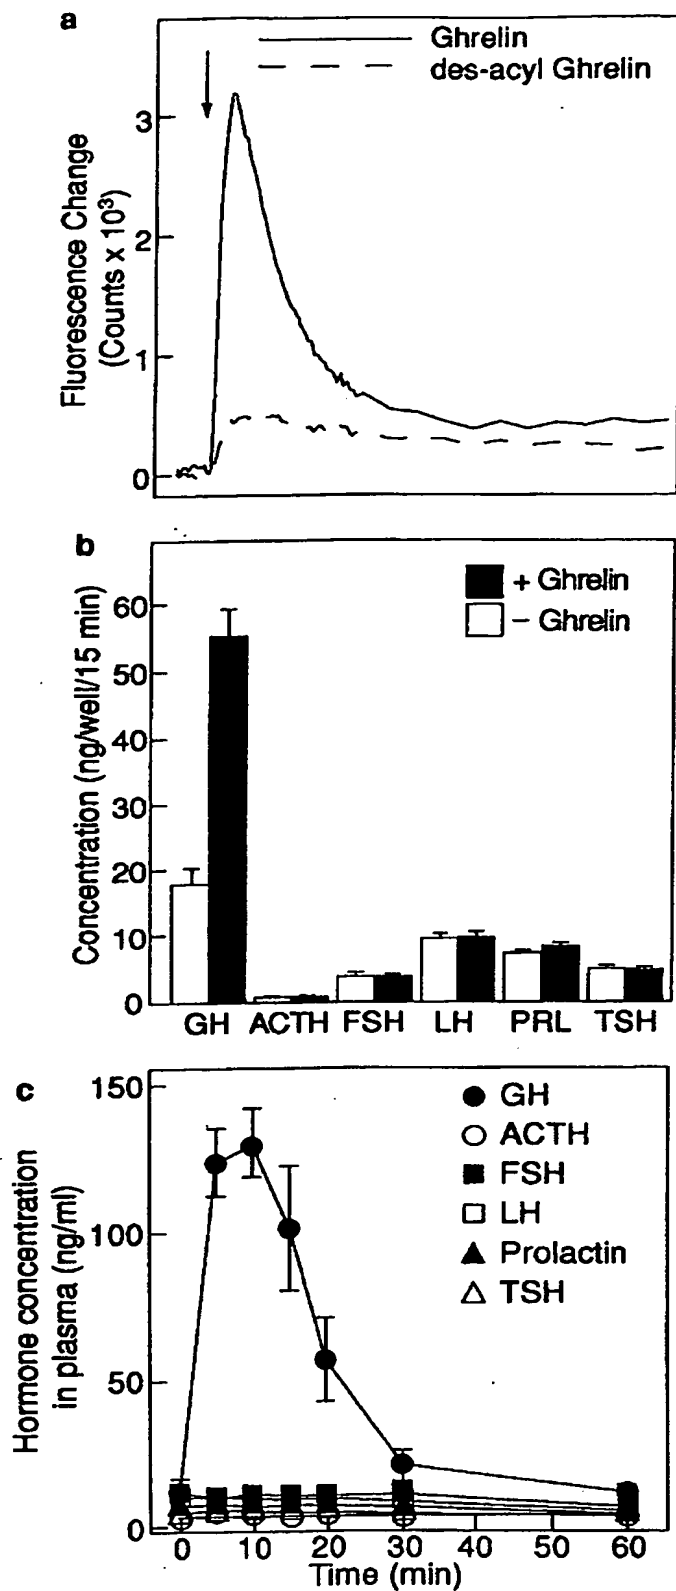 a
Ghrelin
des-acyl Ghrelin
Fluorescence Change
(Counts x 10³)
3
2
1
0
b
+ Ghrelin
– Ghrelin
Concentration (ng/well/15 min)
60
50
40
30
20
10
0
GH ACTH FSH LH PRL TSH
c
GH
ACTH
FSH
LH
Prolactin
TSH
Hormone concentration
in plasma (ng/ml)
150
100
50
0
0 10 20 30 40 50 60
Time (min)